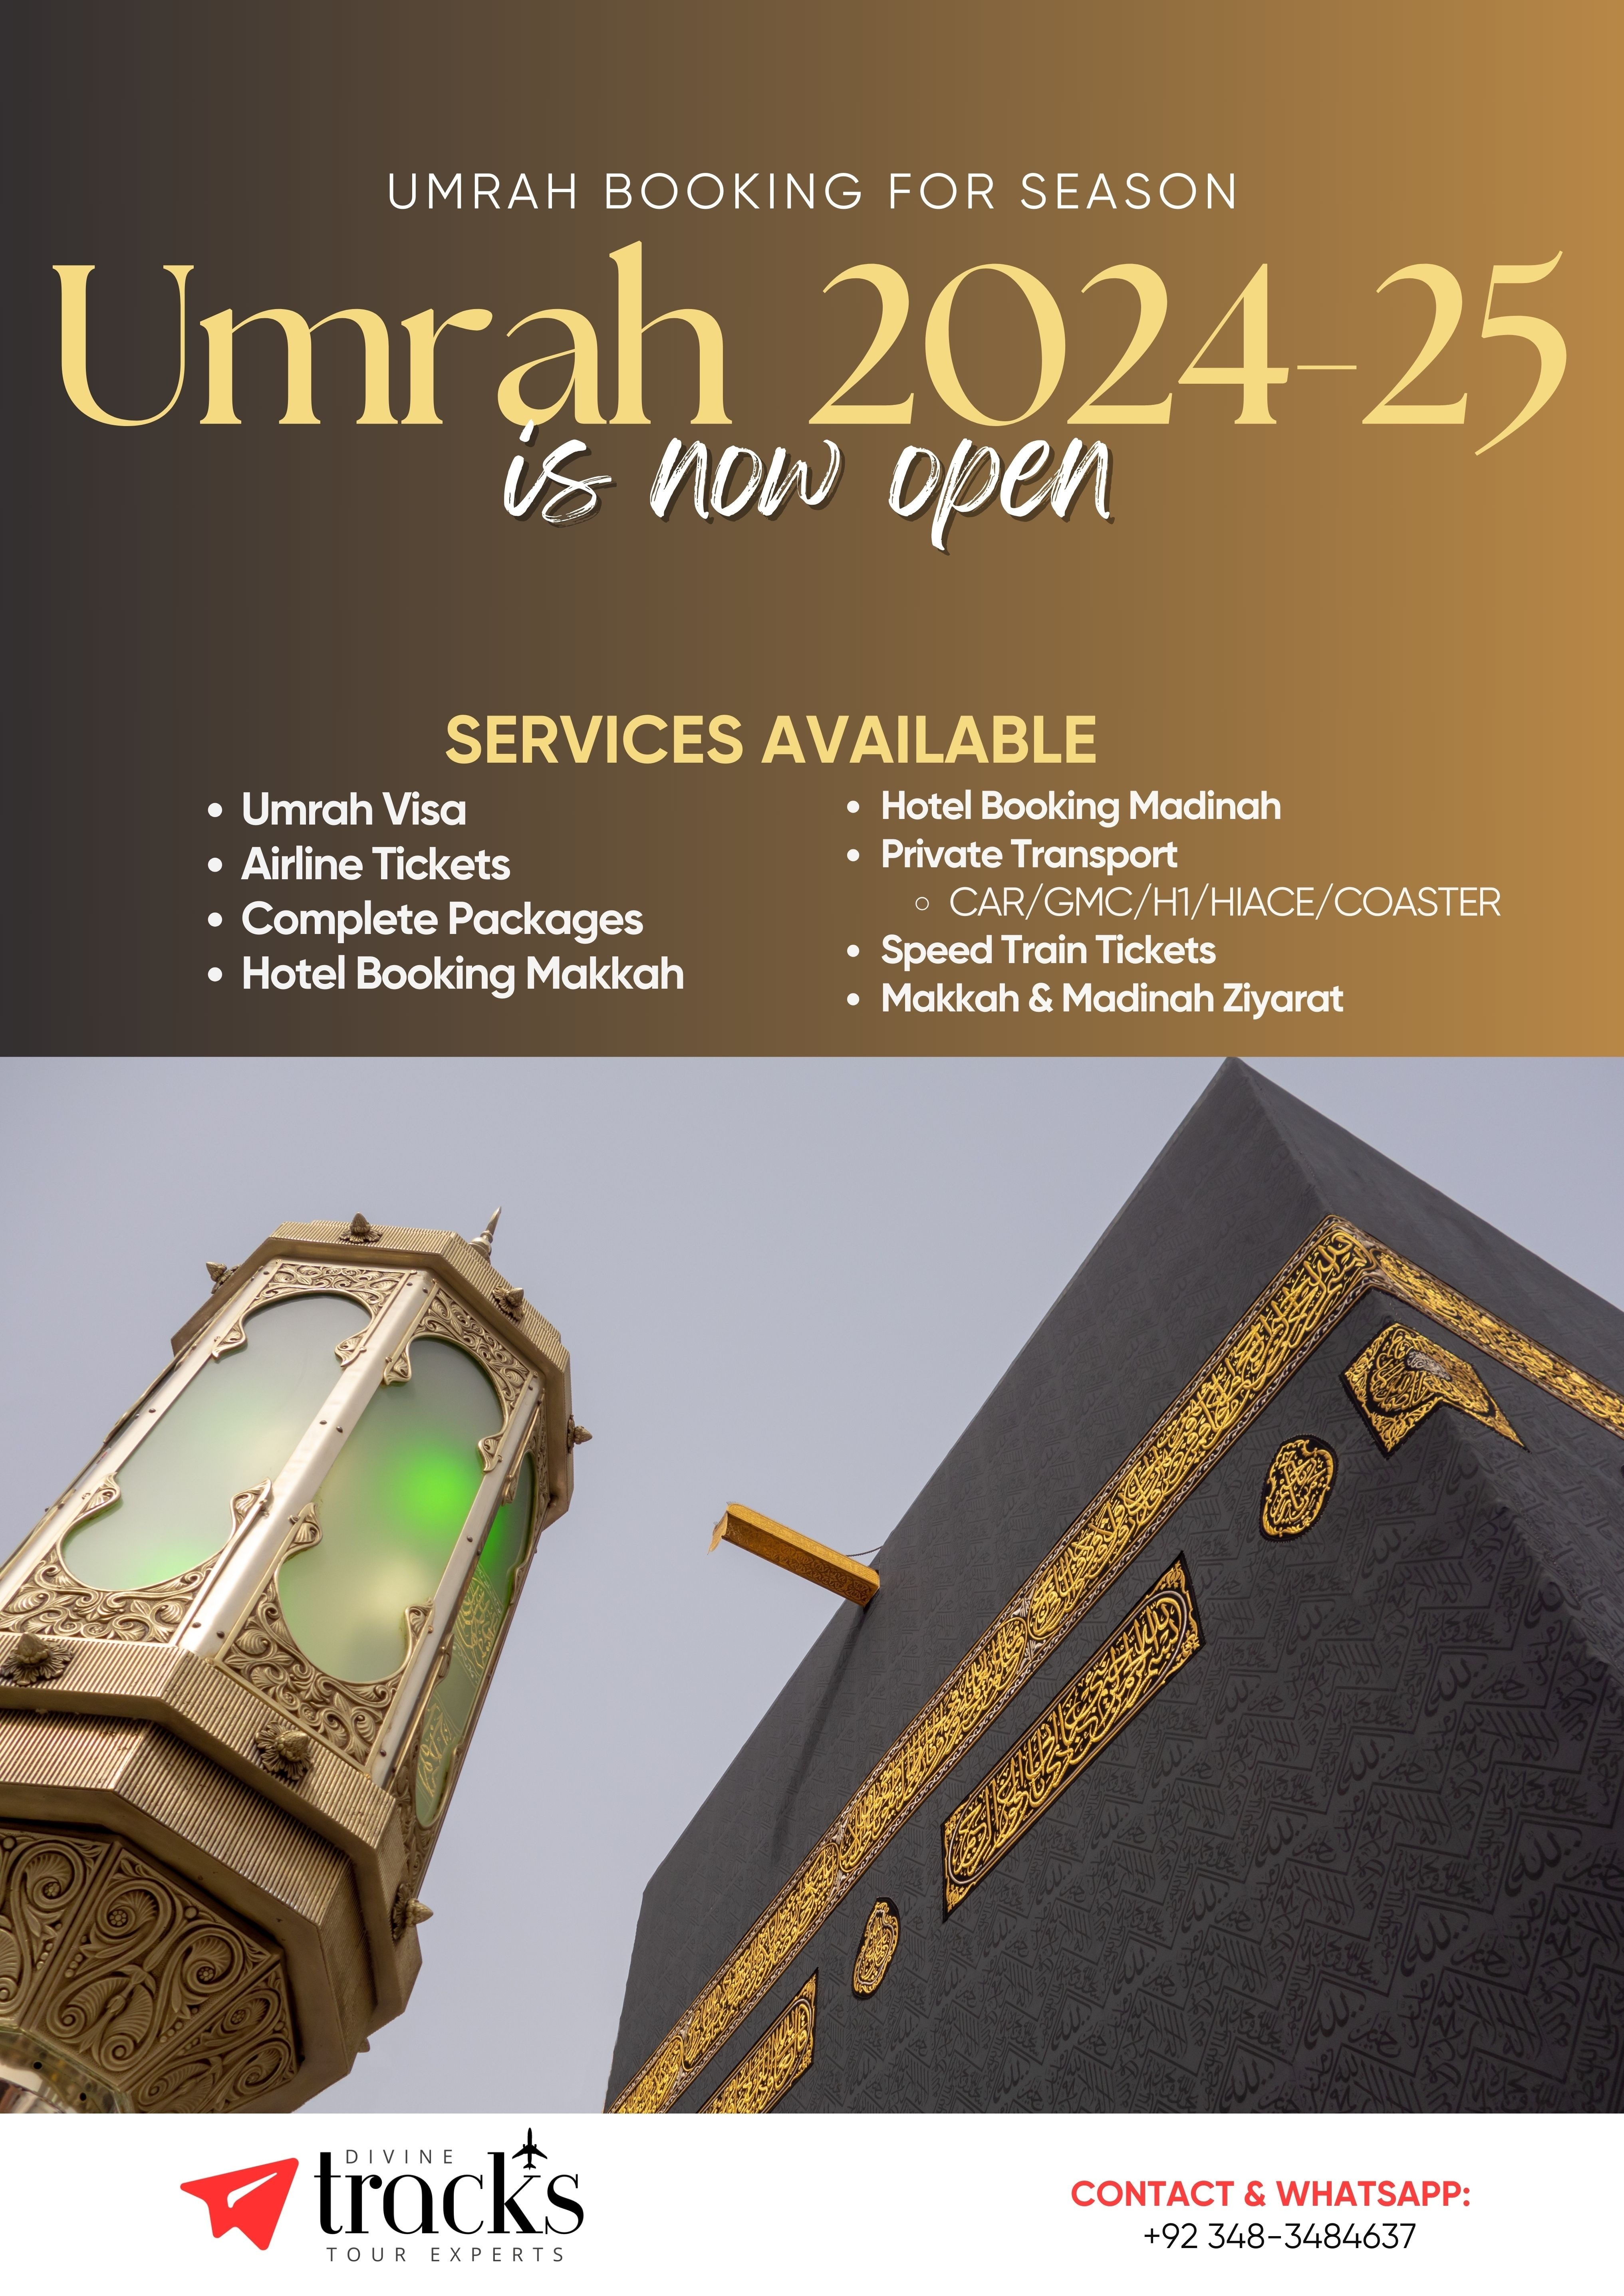 UMRAH BOOKING FOR SEASON
Umrah 2024-25
is now open
SERVICES AVAILABLE
• Umrah Visa
• Airline Tickets
• Complete Packages
• Hotel Booking Makkah
• Hotel Booking Madinah
• Private Transport
◦ CAR/GMC/H1/HIACE/COASTER
• Speed Train Tickets
• Makkah & Madinah Ziyarat
DIVINE
tracks
TOUR EXPERTS
CONTACT & WHATSAPP:
+92 348-3484637